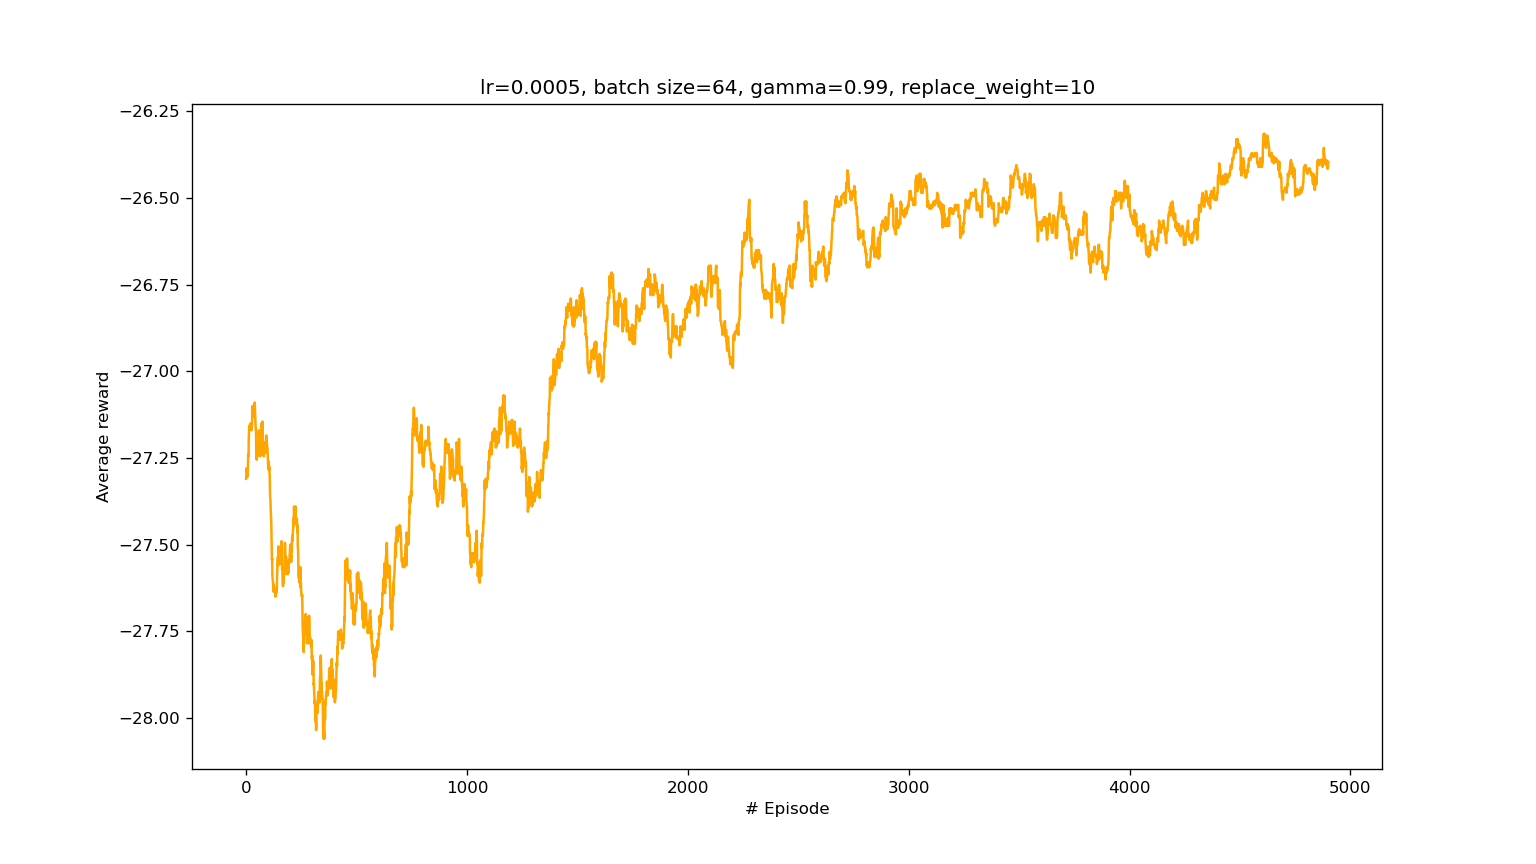 lr=0.0005, batch size=64, gamma=0.99, replace_weight=10
−26.25
−26.50
−26.75
−27.00
−27.25
−27.50
−27.75
−28.00
Average reward
0 1000 2000 3000 4000 5000
# Episode